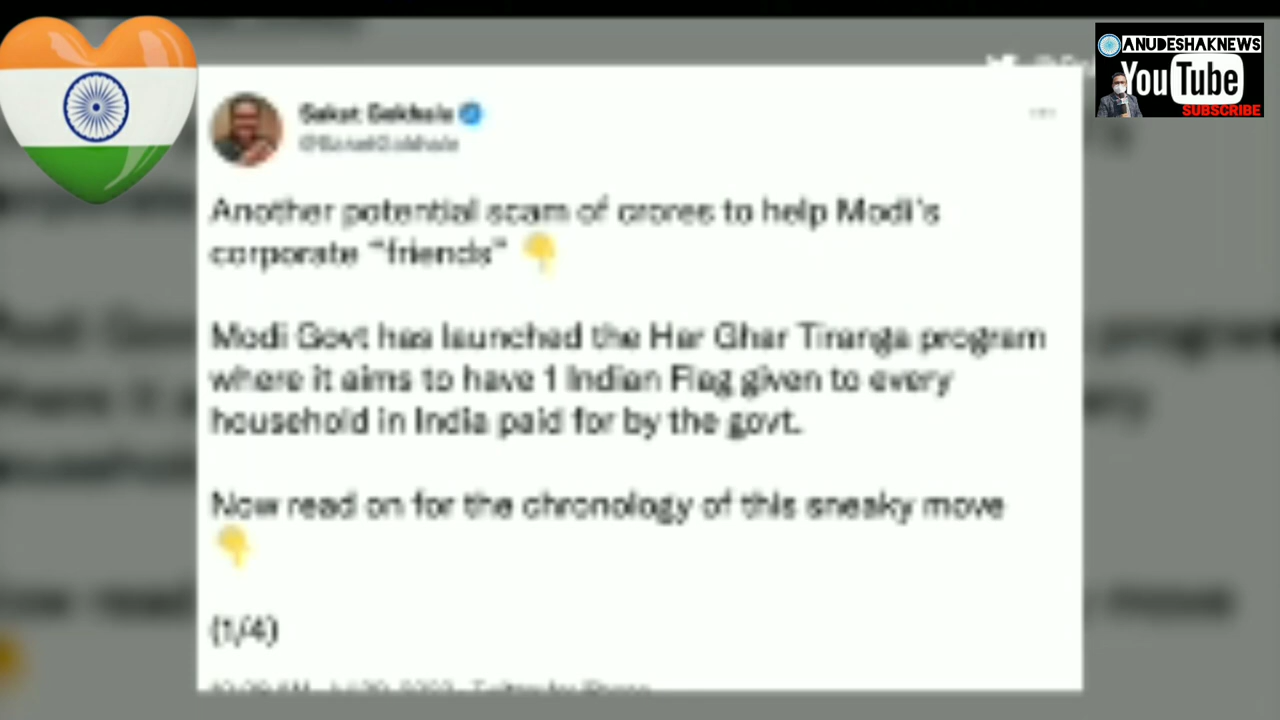 ANUDESHAKNEWS
YouTube
SUBSCRIBE
Saket Gokhale
@SaketGokhale
Another potential scam of crores to help Modi's
corporate “friends” 👇
Modi Govt has launched the Har Ghar Tiranga program
where it aims to have 1 Indian Flag given to every
household in India paid for by the govt.
Now read on for the chronology of this sneaky move
👇
(1/4)